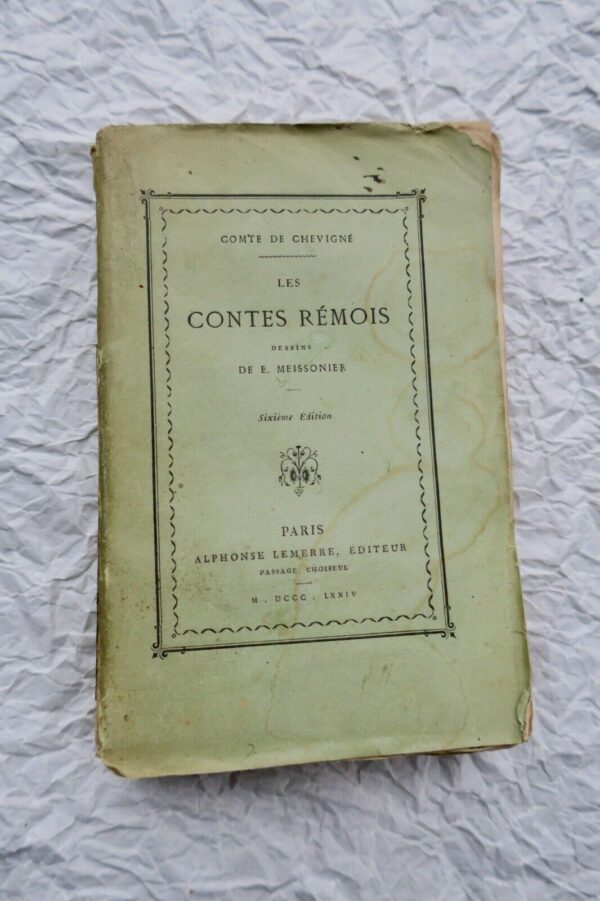 COMTE DE CHEVIGNÉ
LES
CONTES RÉMOIS
DESSINS
DE E. MEISSONIER
Sixième Édition
PARIS
ALPHONSE LEMERRE, ÉDITEUR
PASSAGE CHOISEUL
M . DCCC . LXXIV